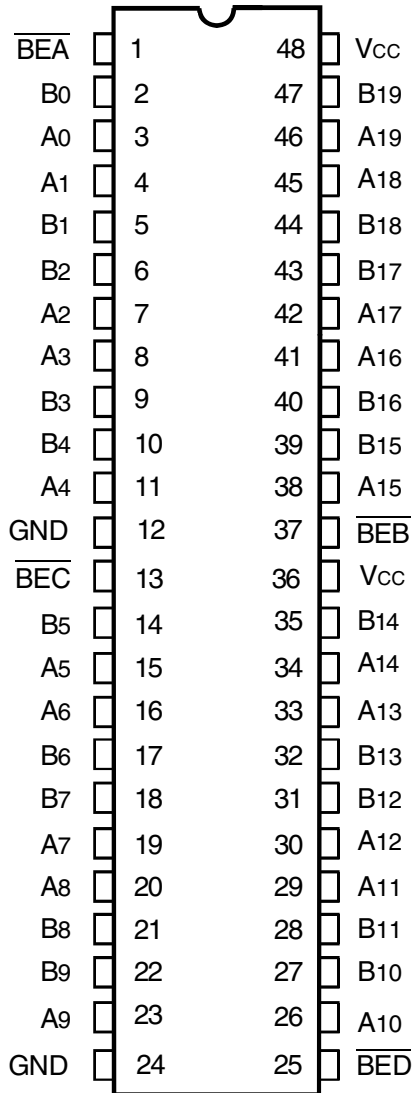 BEA 1 48 VCC
B0 2 47 B19
A0 3 46 A19
A1 4 45 A18
B1 5 44 B18
B2 6 43 B17
A2 7 42 A17
A3 8 41 A16
B3 9 40 B16
B4 10 39 B15
A4 11 38 A15
GND 12 37 BEB
BEC 13 36 VCC
B5 14 35 B14
A5 15 34 A14
A6 16 33 A13
B6 17 32 B13
B7 18 31 B12
A7 19 30 A12
A8 20 29 A11
B8 21 28 B11
B9 22 27 B10
A9 23 26 A10
GND 24 25 BED